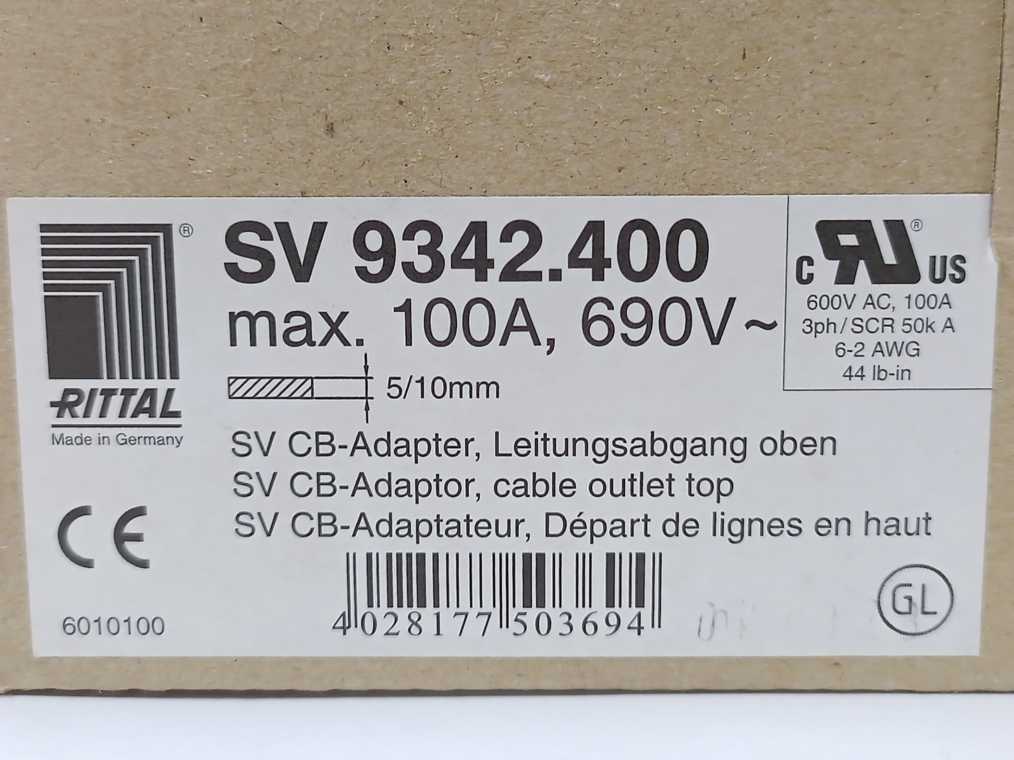 ®
RITTAL
Made in Germany
SV 9342.400
max. 100A, 690V~
5/10mm
SV CB-Adapter, Leitungsabgang oben
SV CB-Adaptor, cable outlet top
SV CB-Adaptateur, Départ de lignes en haut
c RU ® US
600V AC, 100A
3ph/SCR 50k A
6-2 AWG
44 lb-in
CE
6010100
4 028177 503694
GL